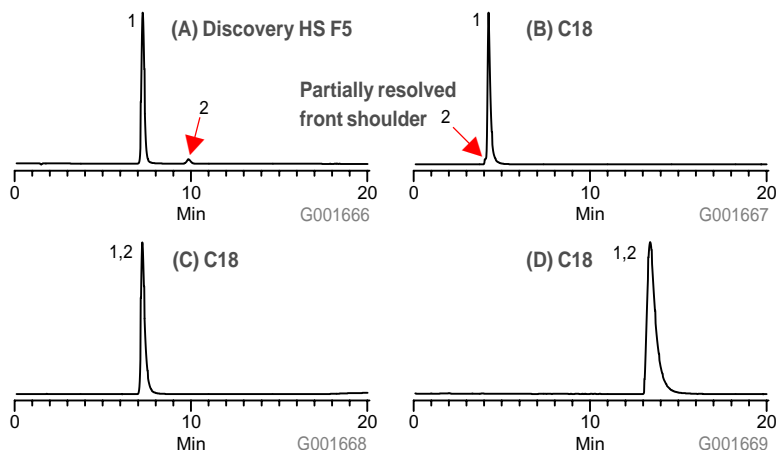 1
(A) Discovery HS F5
2
0 10 20
Min
G001666
1
(B) C18
Partially resolved
front shoulder 2
0 10 20
Min
G001667
1,2
(C) C18
0 10 20
Min
G001668
(D) C18
1,2
0 10 20
Min
G001669